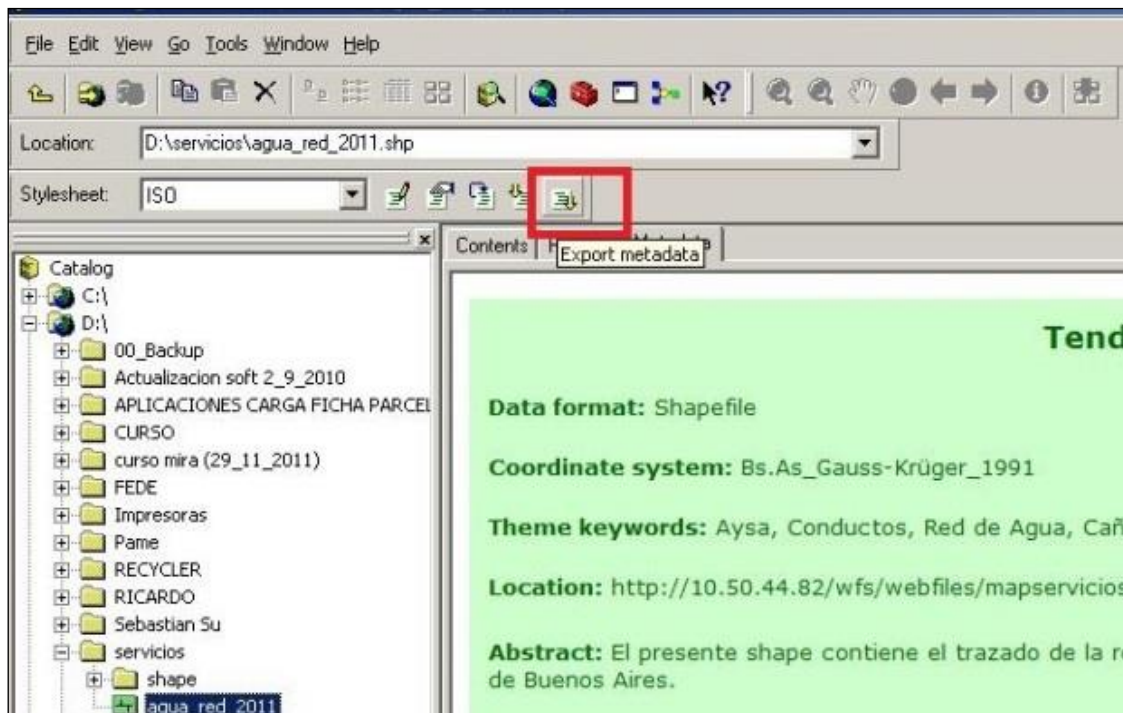 File Edit View Go Tools Window Help
Location: D:\servicios\agua_red_2011.shp
Stylesheet: ISO
Contents
Export metadata
Catalog
C:\
D:\
00_Backup
Actualizacion soft 2_9_2010
APLICACIONES CARGA FICHA PARCEL
CURSO
curso mira (29_11_2011)
FEDE
Impresoras
Pame
RECYCLER
RICARDO
Sebastian Su
servicios
shape
agua_red_2011
Tend
Data format: Shapefile
Coordinate system: Bs.As_Gauss-Krüger_1991
Theme keywords: Aysa, Conductos, Red de Agua, Cañ
Location: http://10.50.44.82/wfs/webfiles/mapservicios
Abstract: El presente shape contiene el trazado de la r
de Buenos Aires.